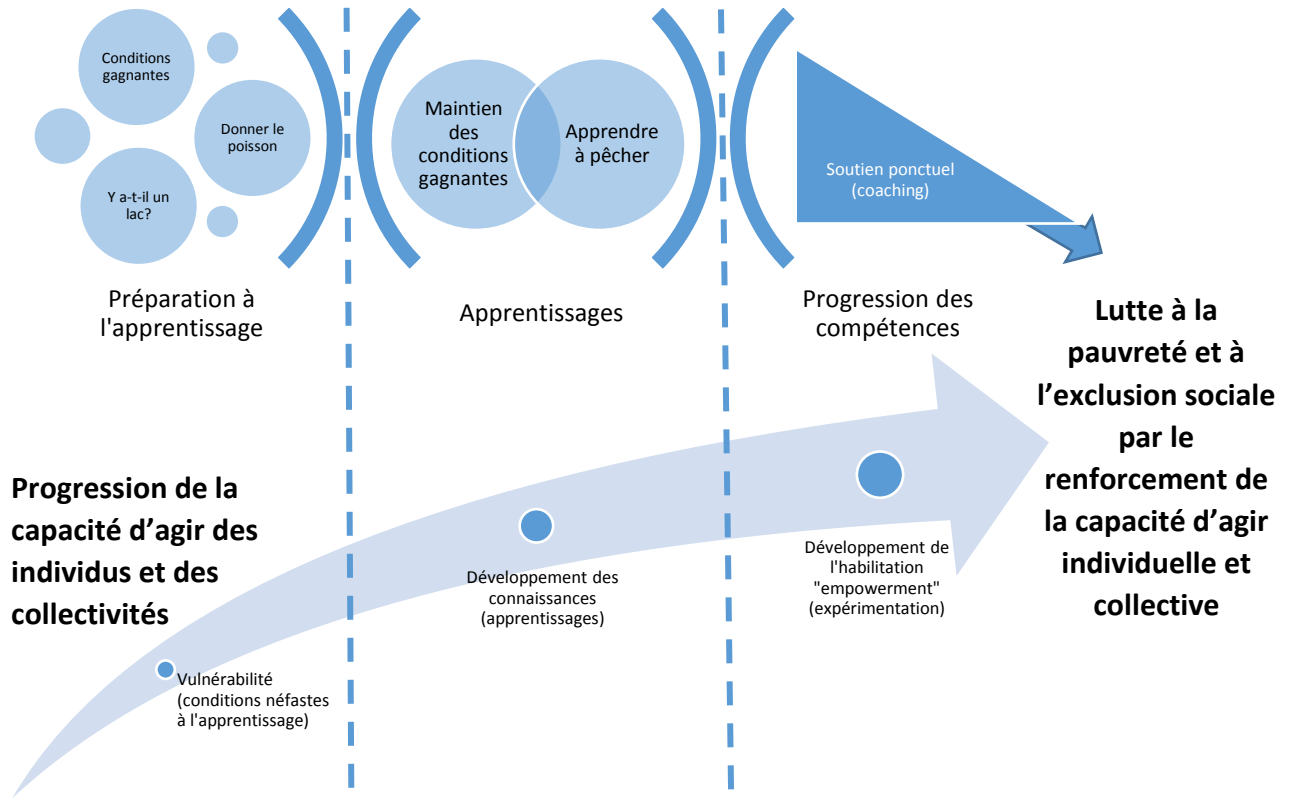 Conditions
gagnantes
Donner le
poisson
Y a-t-il un
lac?
Maintien
des
conditions
gagnantes
Apprendre
à pêcher
Soutien ponctuel
(coaching)
Préparation à
l'apprentissage
Apprentissages
Progression des
compétences
Lutte à la
pauvreté et à
l’exclusion sociale
par le
renforcement de
la capacité d’agir
individuelle et
collective
Progression de la
capacité d’agir des
individus et des
collectivités
Vulnérabilité
(conditions néfastes
à l'apprentissage)
Développement des
connaissances
(apprentissages)
Développement de
l'habilitation
"empowerment"
(expérimentation)